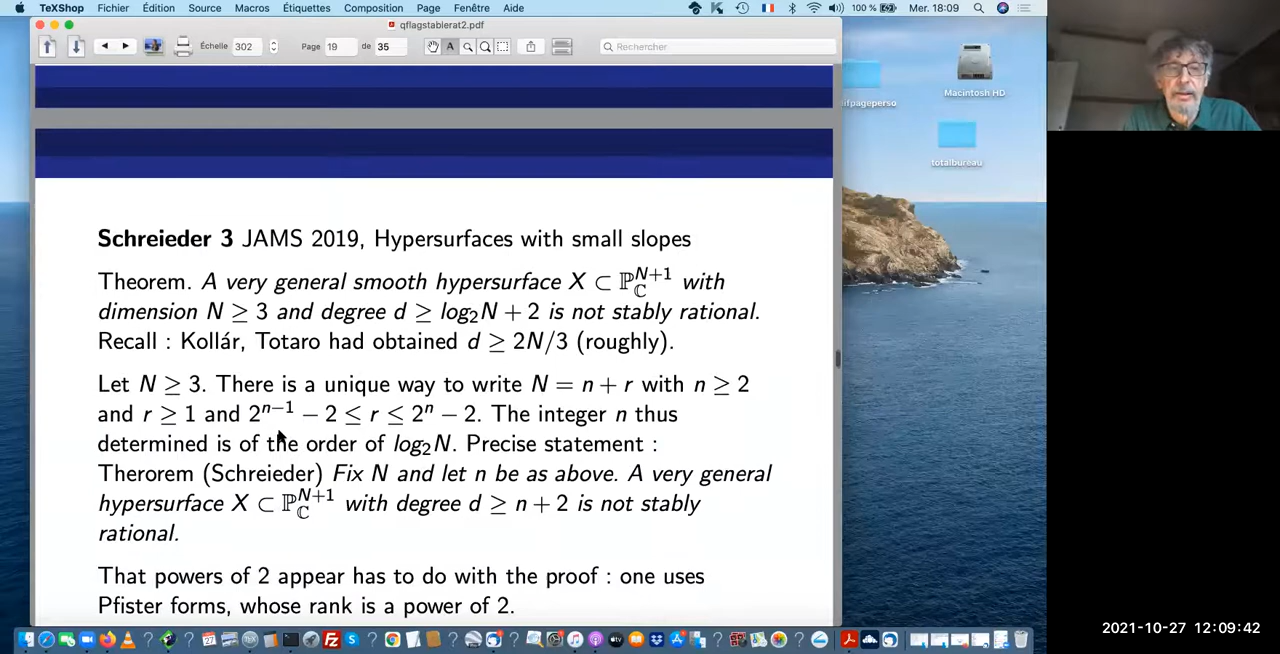 TeXShop Fichier Édition Source Macros Étiquettes Composition Page Fenêtre Aide 100 % Mer. 18:09
qflagstablerat2.pdf
Échelle 302 Page 19 de 35 Rechercher
ifpageperso
Macintosh HD
totalbureau
Schreieder 3 JAMS 2019, Hypersurfaces with small slopes
Theorem. A very general smooth hypersurface X ⊂ ℙ_ℂ^{N+1} with
dimension N ≥ 3 and degree d ≥ log₂N + 2 is not stably rational.
Recall : Kollár, Totaro had obtained d ≥ 2N/3 (roughly).
Let N ≥ 3. There is a unique way to write N = n + r with n ≥ 2
and r ≥ 1 and 2^{n−1} − 2 ≤ r ≤ 2^n − 2. The integer n thus
determined is of the order of log₂N. Precise statement :
Therorem (Schreieder) Fix N and let n be as above. A very general
hypersurface X ⊂ ℙ_ℂ^{N+1} with degree d ≥ n + 2 is not stably
rational.
That powers of 2 appear has to do with the proof : one uses
Pfister forms, whose rank is a power of 2.
2021-10-27 12:09:42